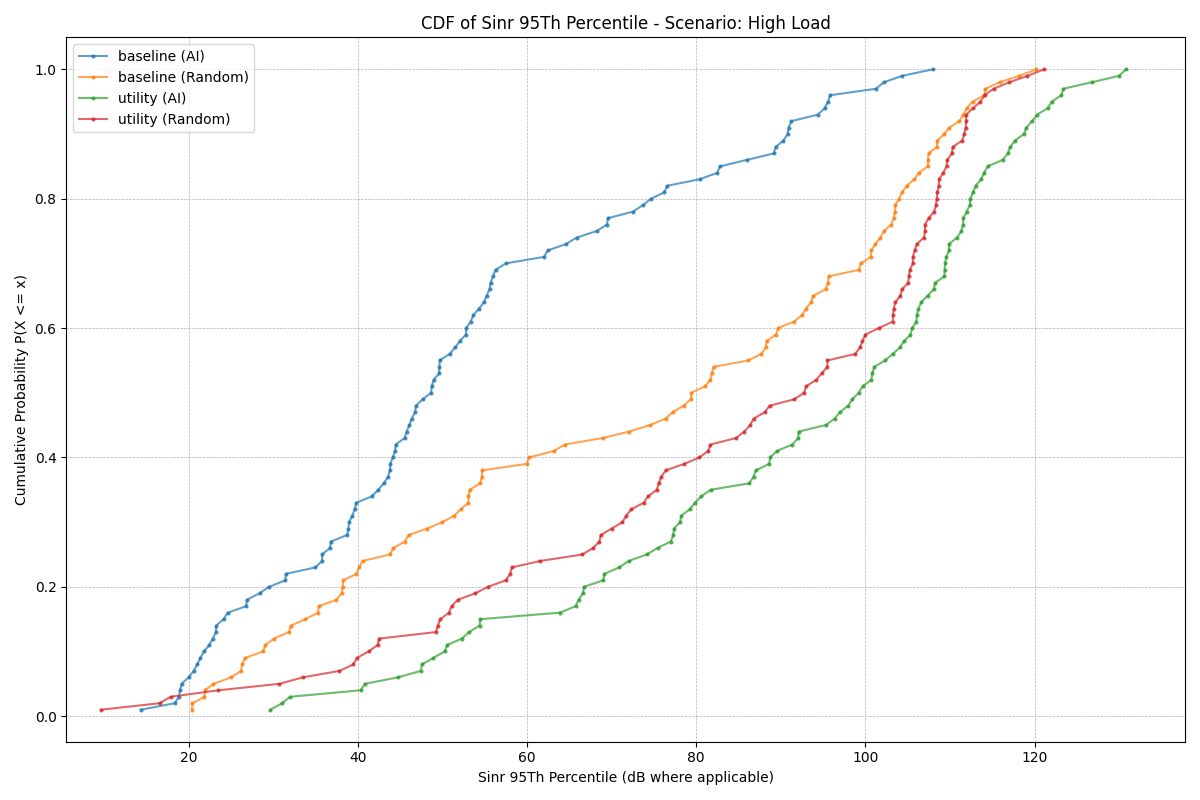 CDF of Sinr 95Th Percentile - Scenario: High Load
baseline (AI)
baseline (Random)
utility (AI)
utility (Random)
1.0
0.8
0.6
0.4
0.2
0.0
Cumulative Probability P(X <= x)
20 40 60 80 100 120
Sinr 95Th Percentile (dB where applicable)